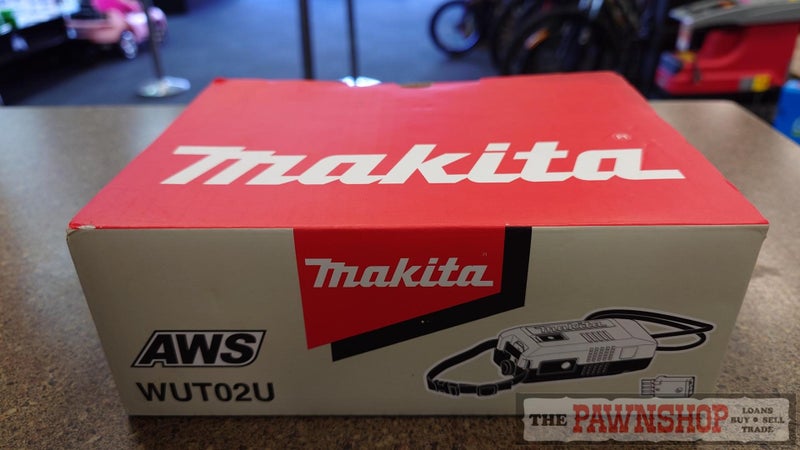 makita®
makita®
AWS
WUT02U
THE PAWNSHOP
LOANS
BUY • SELL
TRADE